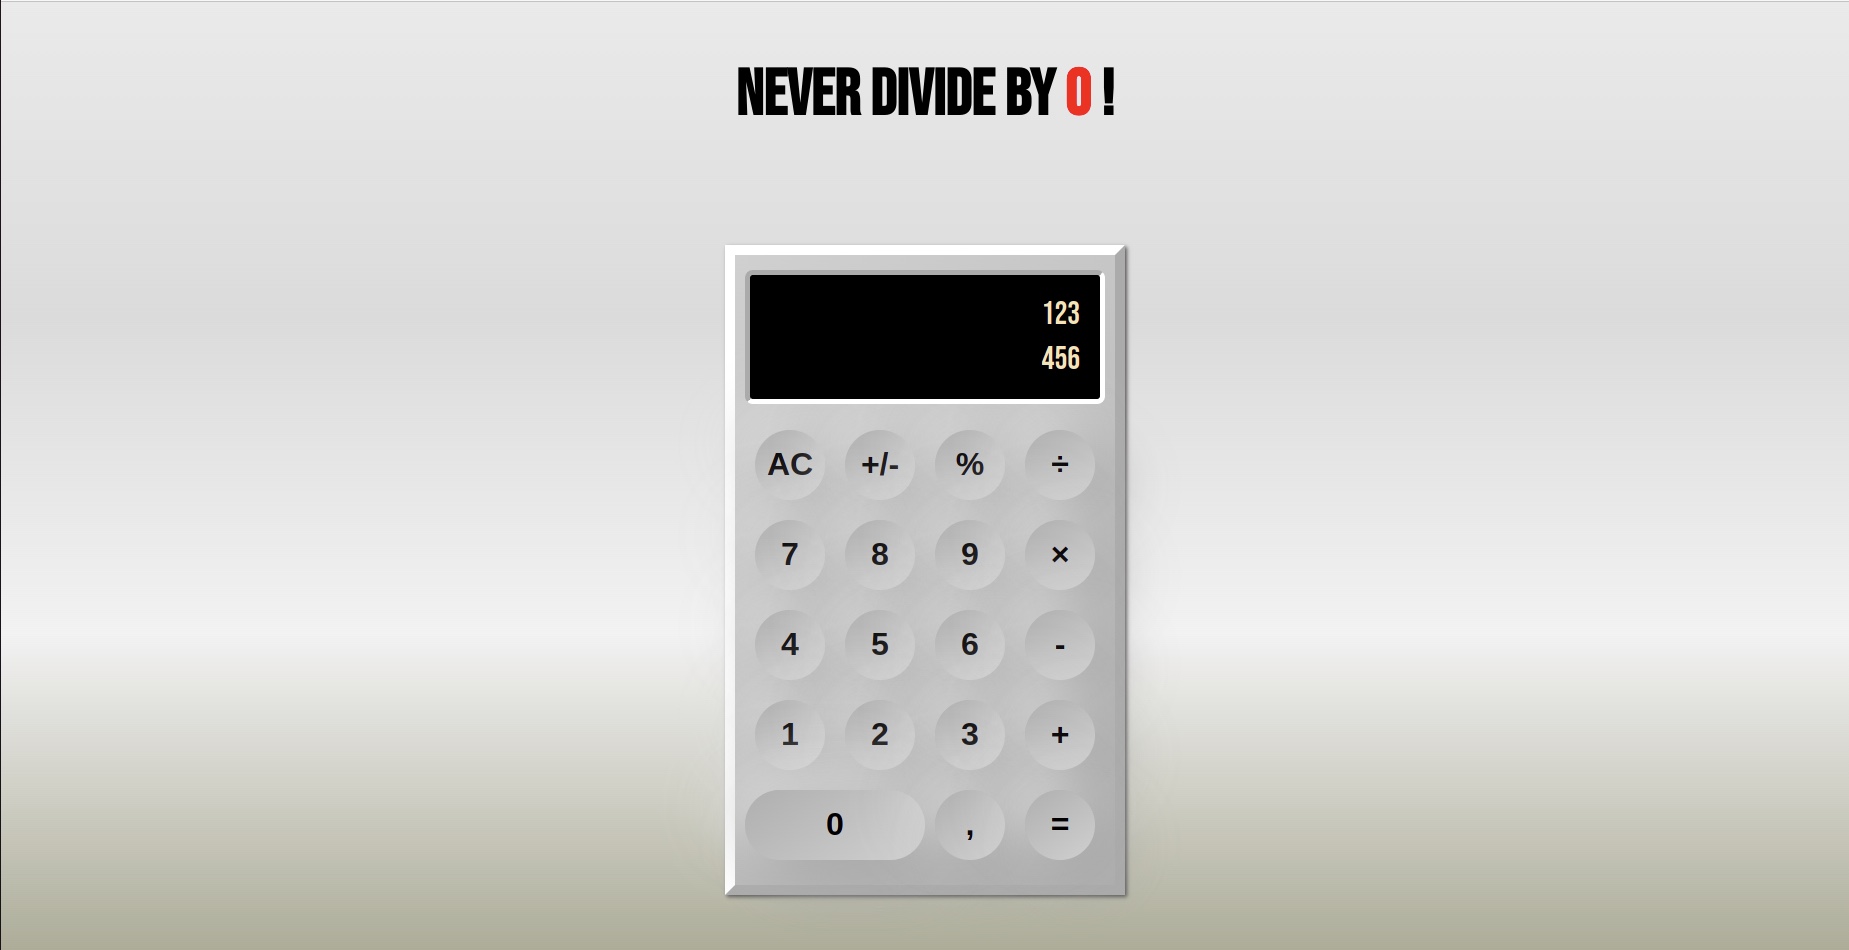 NEVER DIVIDE BY 0 !
123
456
AC +/- % ÷
7 8 9 ×
4 5 6 -
1 2 3 +
0 , =